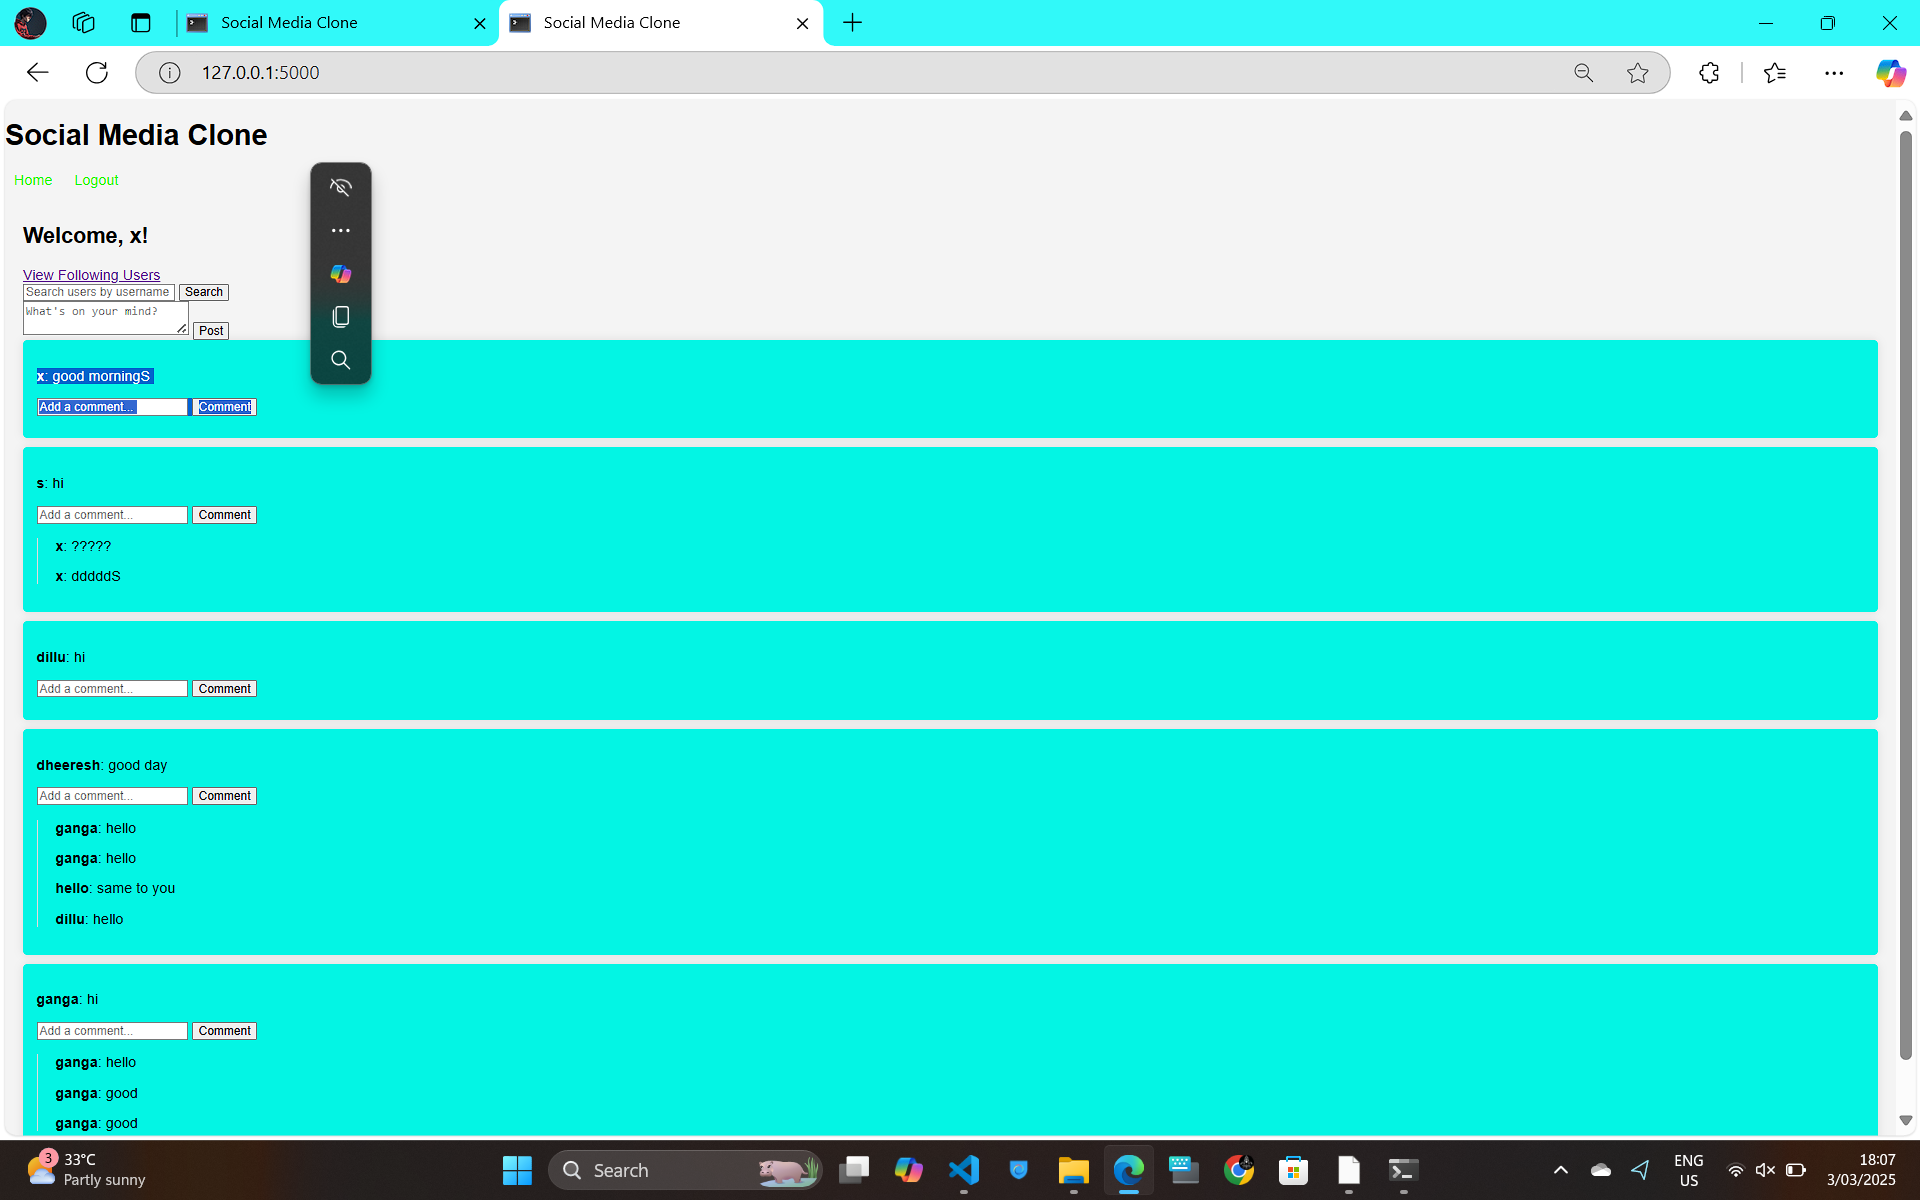 Social Media Clone
Social Media Clone
127.0.0.1:5000
Social Media Clone
Home Logout
Welcome, x!
View Following Users
Search users by username Search
What's on your mind? Post
x: good morningS
Add a comment... Comment
s: hi
Add a comment... Comment
x: ?????
x: dddddS
dillu: hi
Add a comment... Comment
dheeresh: good day
Add a comment... Comment
ganga: hello
ganga: hello
hello: same to you
dillu: hello
ganga: hi
Add a comment... Comment
ganga: hello
ganga: good
ganga: good
3
33°C
Partly sunny
Search
ENG
US
18:07
3/03/2025